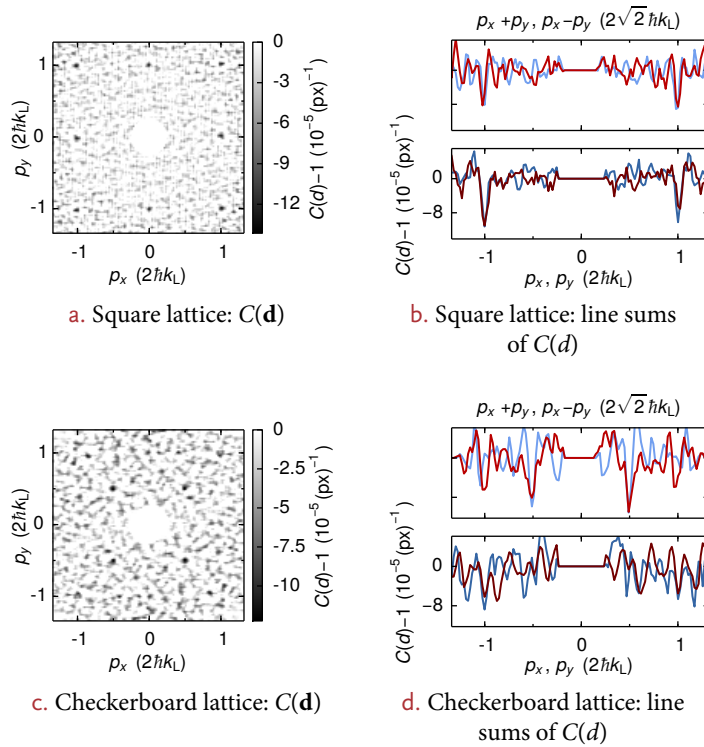 1
0
-1
p_y (2ħk_L)
-1
0
1
p_x (2ħk_L)
0
-3
-6
-9
-12
C(d)−1 (10⁻⁵(px)⁻¹)
a. Square lattice: C(d)
p_x +p_y, p_x−p_y (2√2 ħk_L)
0
-8
C(d)−1 (10⁻⁵(px)⁻¹)
-1
0
1
p_x, p_y (2ħk_L)
b. Square lattice: line sums
of C(d)
1
0
-1
p_y (2ħk_L)
-1
0
1
p_x (2ħk_L)
0
-2.5
-5
-7.5
-10
C(d)−1 (10⁻⁵(px)⁻¹)
c. Checkerboard lattice: C(d)
p_x +p_y, p_x−p_y (2√2 ħk_L)
0
-8
C(d)−1 (10⁻⁵(px)⁻¹)
-1
0
1
p_x, p_y (2ħk_L)
d. Checkerboard lattice: line
sums of C(d)